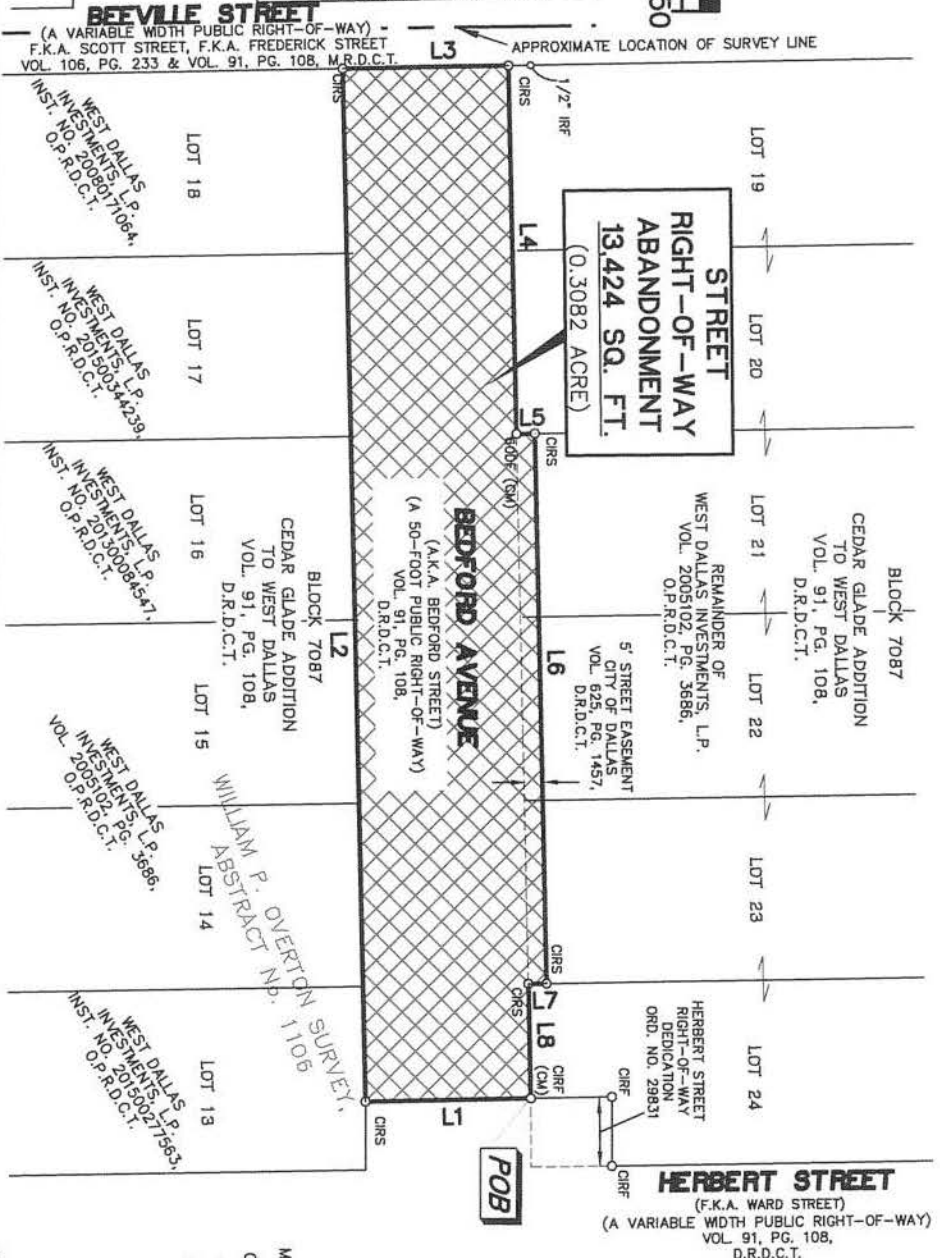 BEEVILLE STREET
(A VARIABLE WIDTH PUBLIC RIGHT-OF-WAY)
F.K.A. SCOTT STREET, F.K.A. FREDERICK STREET
VOL. 106, PG. 233 & VOL. 91, PG. 108, M.R.D.C.T.
APPROXIMATE LOCATION OF SURVEY LINE
L3
CIRS
CIRS
1/2" IRF
LOT 19
LOT 20
LOT 21
LOT 22
LOT 23
LOT 24
STREET
RIGHT-OF-WAY
ABANDONMENT
13,424 SQ. FT.
(0.3082 ACRE)
BLOCK 7087
CEDAR GLADE ADDITION
TO WEST DALLAS
VOL. 91, PG. 108,
D.R.D.C.T.
REMAINDER OF
WEST DALLAS INVESTMENTS, L.P.
VOL. 2005102, PG. 3686,
O.P.R.D.C.T.
5' STREET EASEMENT
CITY OF DALLAS
VOL. 625, PG. 1457,
D.R.D.C.T.
HERBERT STREET
RIGHT-OF-WAY
DEDICATION
ORD. NO. 29831
L4
L5
CIRS
(CM)
L6
CIRS
L7
CIRS
L8
CIRF
(CM)
CIRF
CIRF
BEDFORD AVENUE
(A.K.A. BEDFORD STREET)
(A 50-FOOT PUBLIC RIGHT-OF-WAY)
VOL. 91, PG. 108,
D.R.D.C.T.
L1
L2
CIRS
POB
HERBERT STREET
(F.K.A. WARD STREET)
(A VARIABLE WIDTH PUBLIC RIGHT-OF-WAY)
VOL. 91, PG. 108,
D.R.D.C.T.
BLOCK 7087
CEDAR GLADE ADDITION
TO WEST DALLAS
VOL. 91, PG. 108,
D.R.D.C.T.
WILLIAM P. OVERTON SURVEY,
ABSTRACT No. 1106
LOT 18
LOT 17
LOT 16
LOT 15
LOT 14
LOT 13
WEST DALLAS
INVESTMENTS, L.P.
INST. NO. 20080171064,
O.P.R.D.C.T.
WEST DALLAS
INVESTMENTS, L.P.
INST. NO. 201500344239,
O.P.R.D.C.T.
WEST DALLAS
INVESTMENTS, L.P.
INST. NO. 201300084547,
O.P.R.D.C.T.
WEST DALLAS
INVESTMENTS, L.P.
VOL. 2005102, PG. 3686,
O.P.R.D.C.T.
WEST DALLAS
INVESTMENTS, L.P.
INST. NO. 201500277563,
O.P.R.D.C.T.